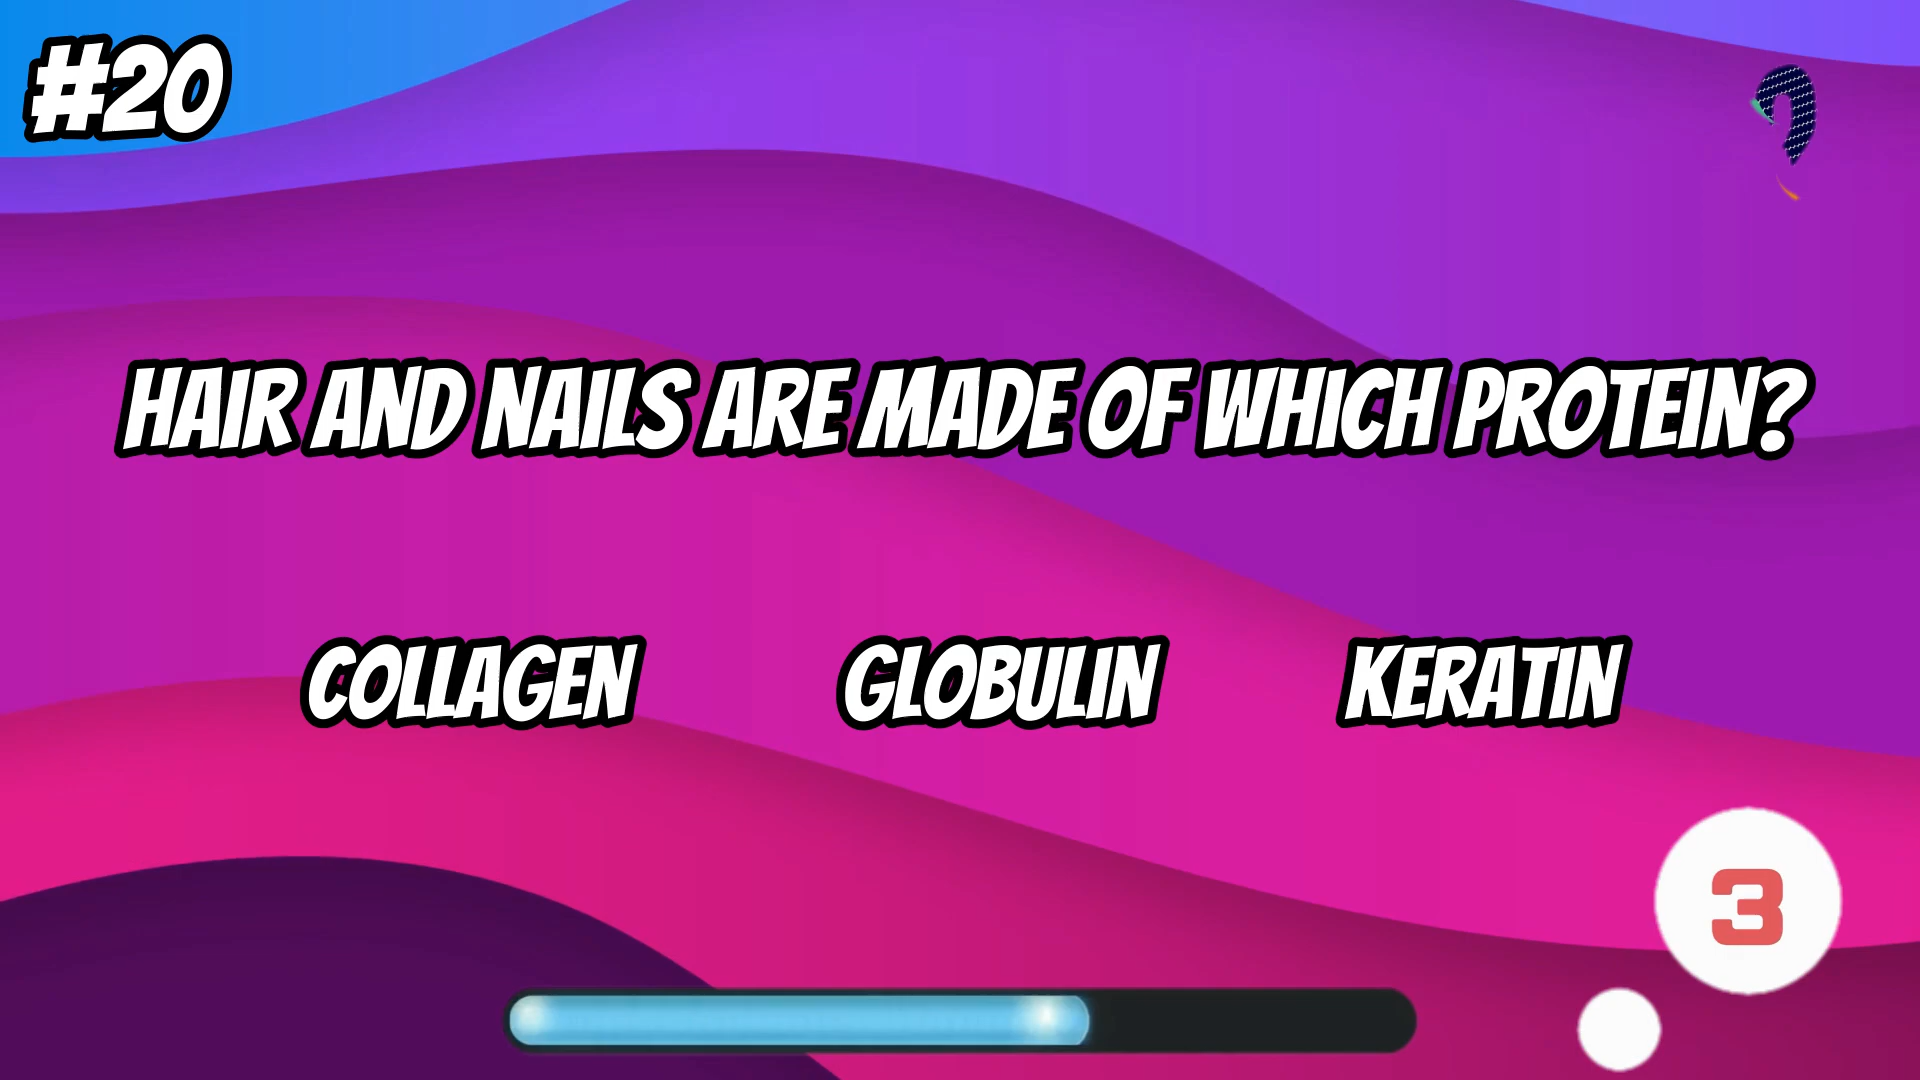 #20
HAIR AND NAILS ARE MADE OF WHICH PROTEIN?
COLLAGEN GLOBULIN KERATIN
3